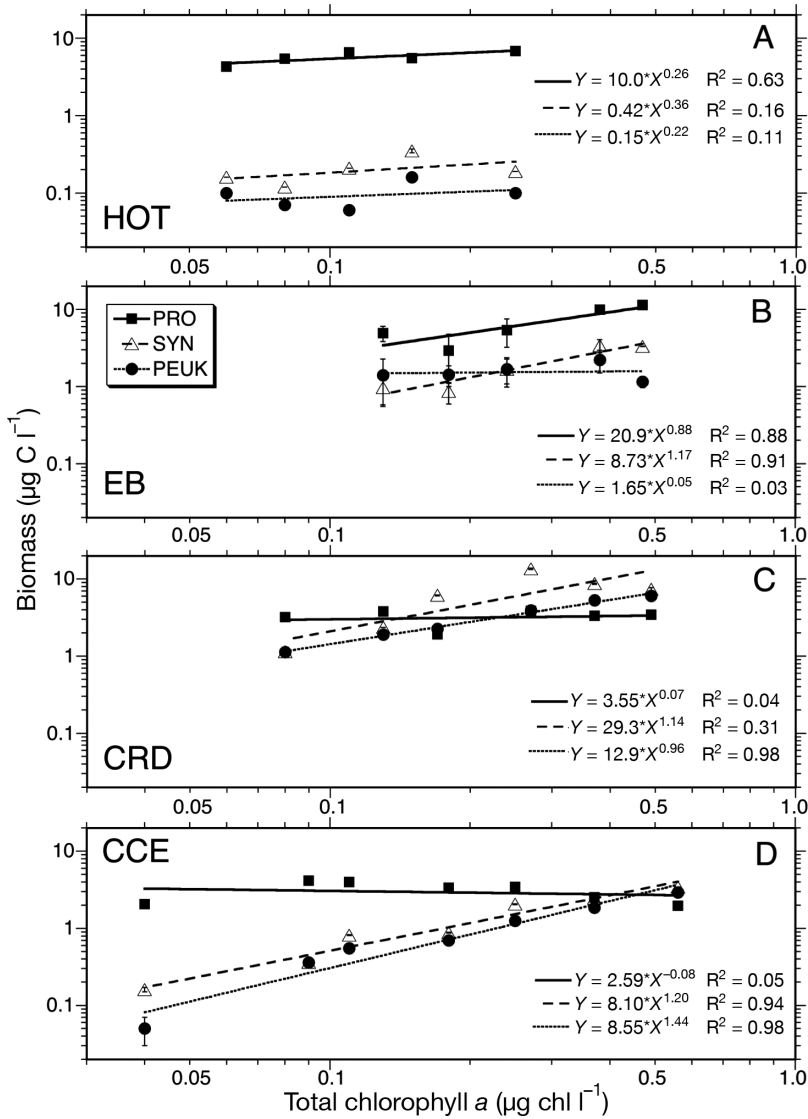 A
10
1
0.1
Y = 10.0*X^0.26 R² = 0.63
Y = 0.42*X^0.36 R² = 0.16
Y = 0.15*X^0.22 R² = 0.11
HOT
0.05 0.1 0.5 1.0
B
PRO
SYN
PEUK
10
1
0.1
Y = 20.9*X^0.88 R² = 0.88
Y = 8.73*X^1.17 R² = 0.91
Y = 1.65*X^0.05 R² = 0.03
EB
0.05 0.1 0.5 1.0
Biomass (µg C l⁻¹)
C
10
1
0.1
Y = 3.55*X^0.07 R² = 0.04
Y = 29.3*X^1.14 R² = 0.31
Y = 12.9*X^0.96 R² = 0.98
CRD
0.05 0.1 0.5 1.0
CCE
D
10
1
0.1
Y = 2.59*X^–0.08 R² = 0.05
Y = 8.10*X^1.20 R² = 0.94
Y = 8.55*X^1.44 R² = 0.98
0.05 0.1 0.5 1.0
Total chlorophyll a (µg chl l⁻¹)